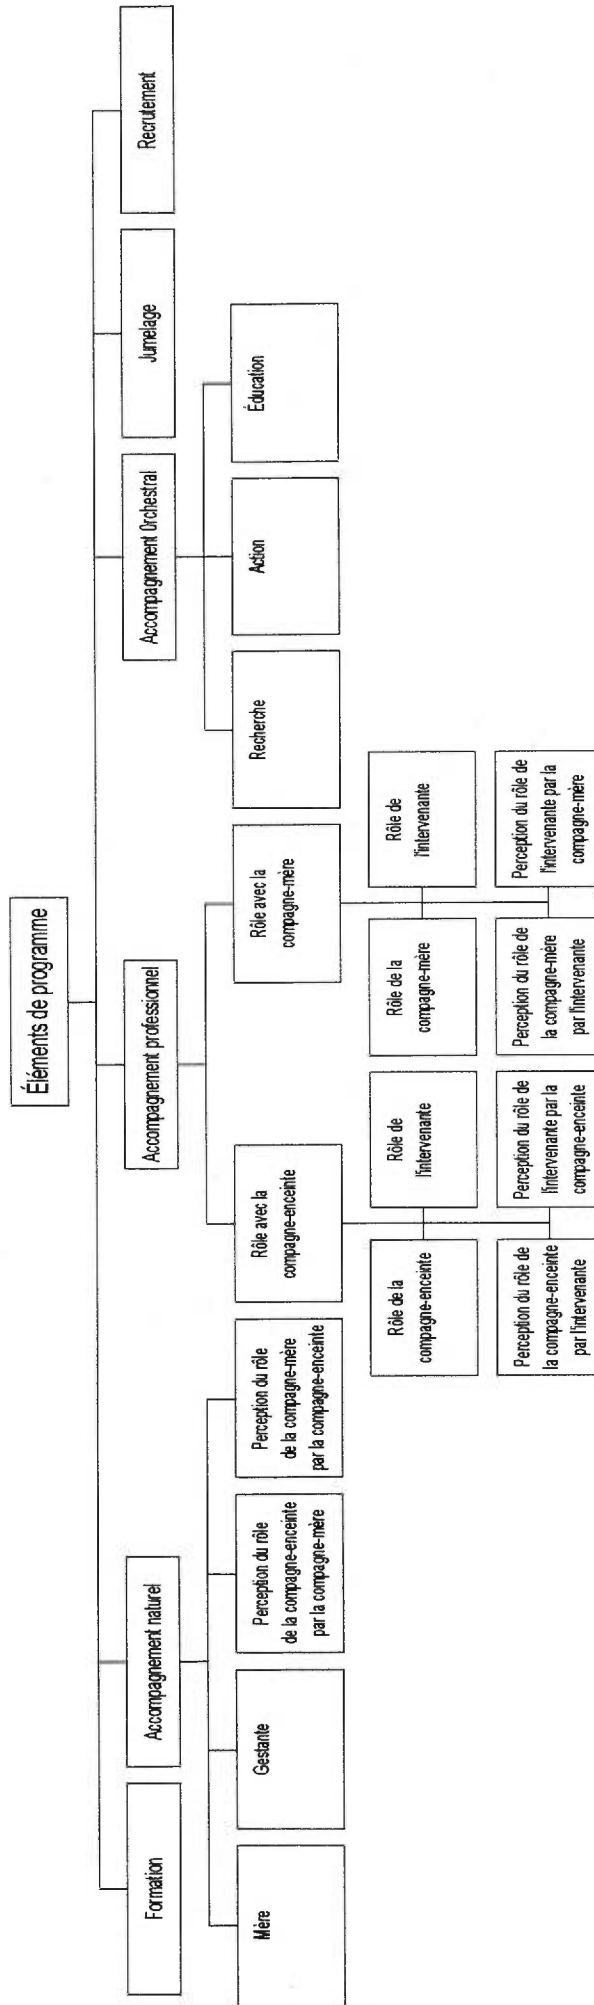 Éléments de programme
Formation
Accompagnement naturel
Accompagnement professionnel
Accompagnement Orchestral
Jumelage
Recrutement
Mère
Gestante
Perception du rôle
de la compagne-enceinte
par la compagne-mère
Perception du rôle
de la compagne-mère
par la compagne-enceinte
Rôle avec la
compagne-enceinte
Rôle avec la
compagne-mère
Recherche
Action
Éducation
Rôle de la
compagne-enceinte
Rôle de
l'intervenante
Rôle de la
compagne-mère
Rôle de
l'intervenante
Perception du rôle de
la compagne-enceinte
par l'intervenante
Perception du rôle de
l'intervenante par la
compagne-enceinte
Perception du rôle de
la compagne-mère
par l'intervenante
Perception du rôle de
l'intervenante par la
compagne-mère